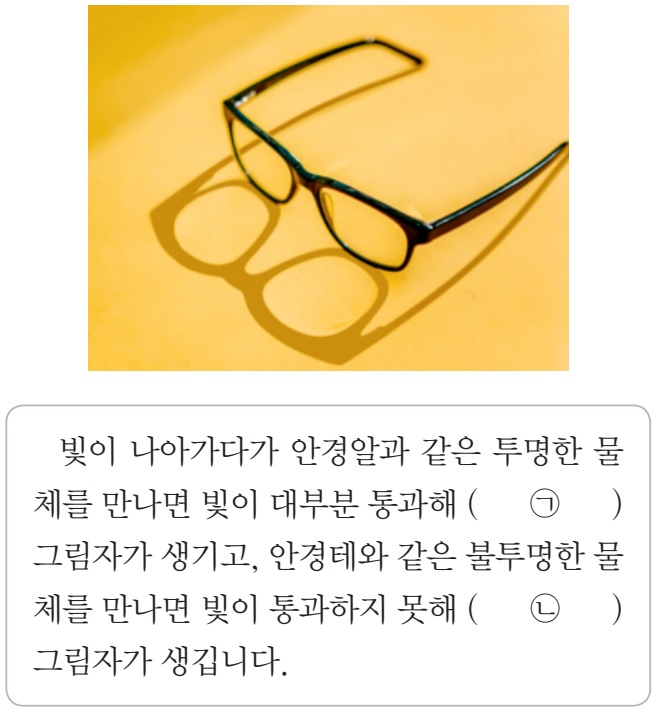 빛이 나아가다가 안경알과 같은 투명한 물
체를 만나면 빛이 대부분 통과해 ( ㉠ )
그림자가 생기고, 안경테와 같은 불투명한 물
체를 만나면 빛이 통과하지 못해 ( ㉡ )
그림자가 생깁니다.